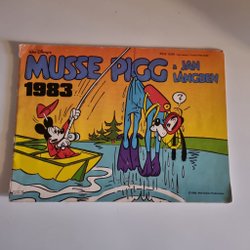 Walt Disney's
MUSSE PIGG & JAN
LÅNGBEN
1983
?